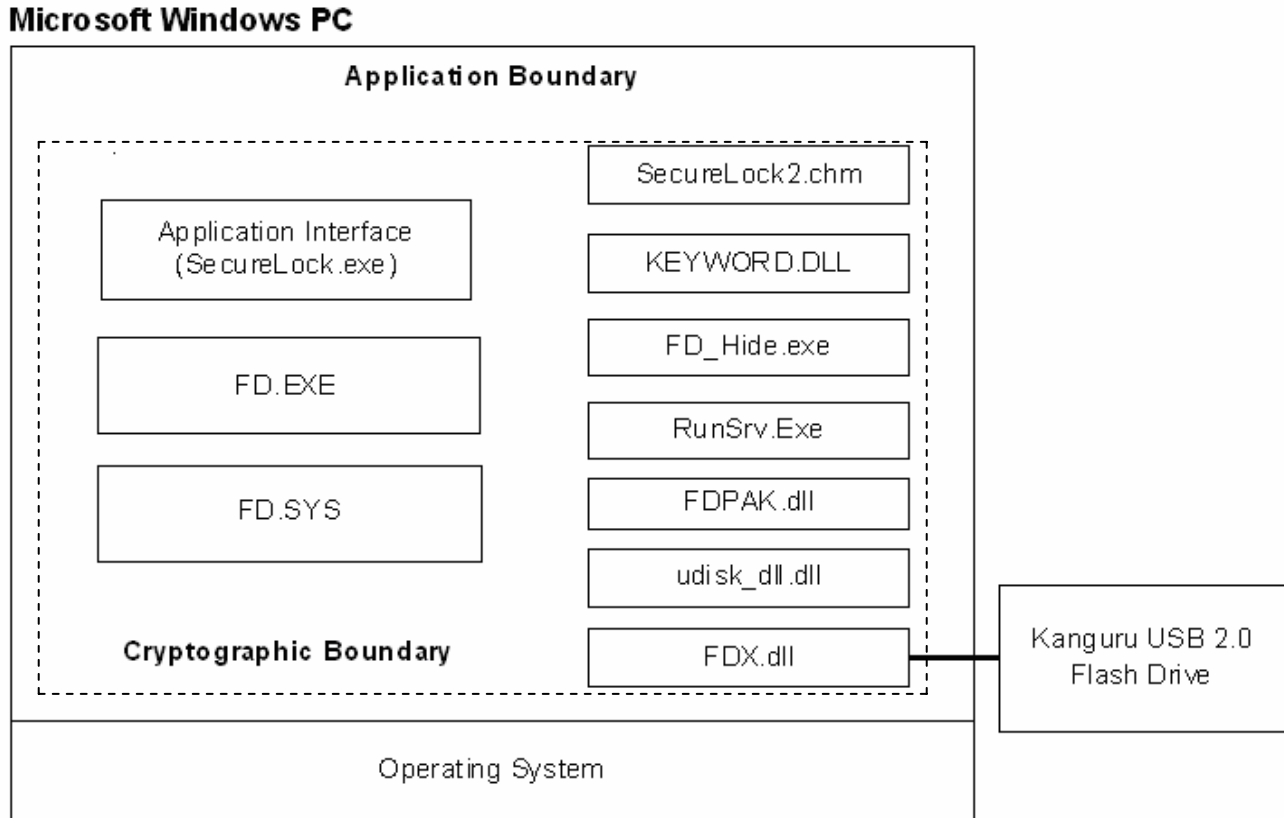 Microsoft Windows PC
Application Boundary
Application Interface
(SecureLock.exe)
FD.EXE
FD.SYS
Cryptographic Boundary
SecureLock2.chm
KEYWORD.DLL
FD_Hide.exe
RunSrv.Exe
FDPAK.dll
udisk_dll.dll
FDX.dll
Kanguru USB 2.0
Flash Drive
Operating System